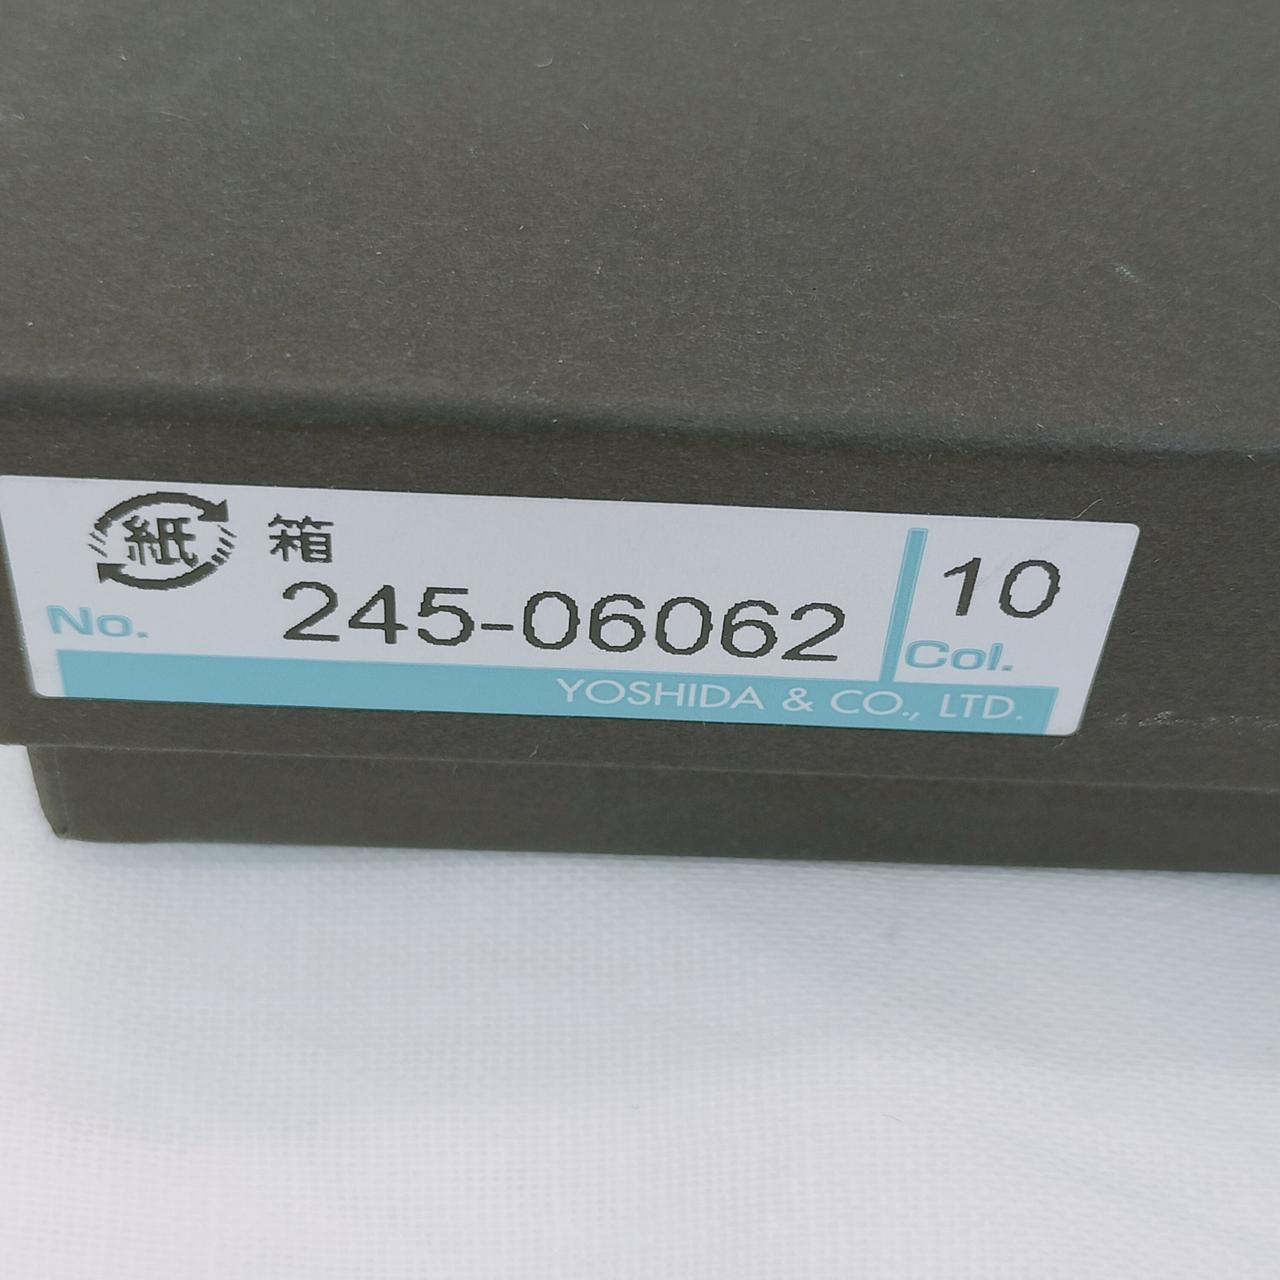 紙 箱
No. 245-06062
10
Col.
YOSHIDA & CO., LTD.